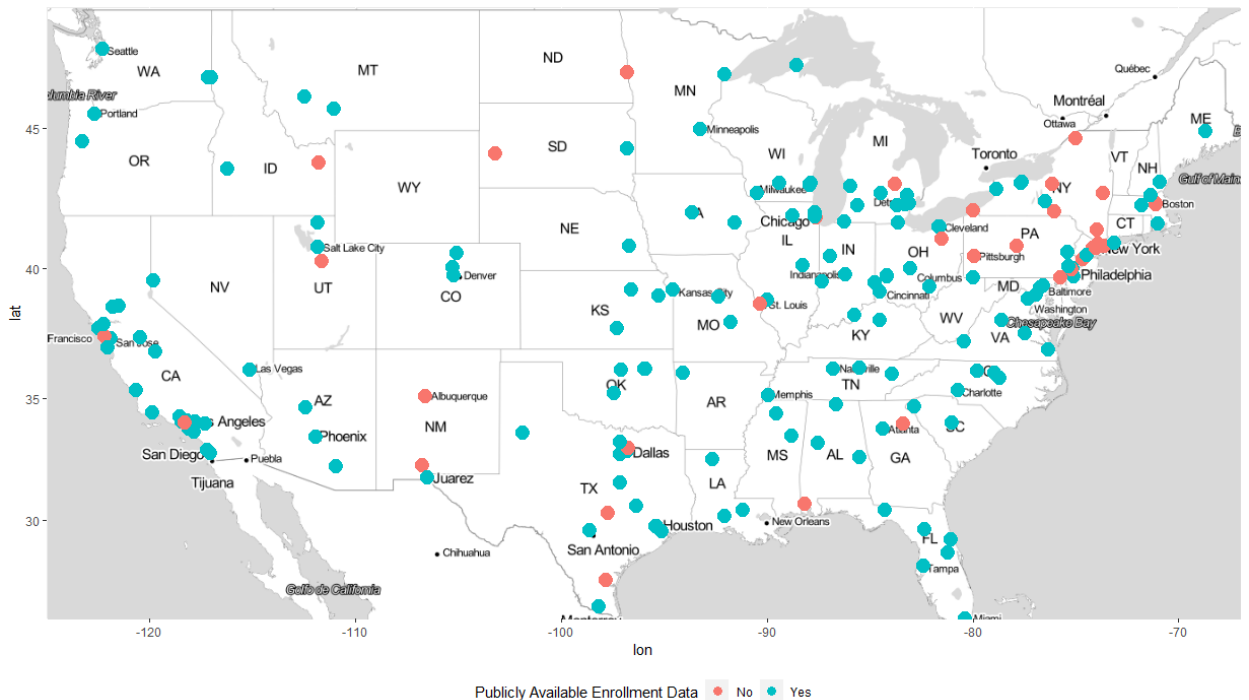 Québec
Seattle
ND
MT
WA
MN
Montréal
lumbia River
Ottawa
ME
Portland
45
Minneapolis
VT
MI
Toronto
SD
WI
NH
OR
ID
Gulf of Maine
WY
NY
Milwaukee
Detr
Boston
A
Chicago
CT
Cleveland
NE
PA
IL
IN
OH
New York
Salt Lake City
Pittsburgh
40
Denver
Indianapolis
Columbus
Philadelphia
NV
UT
CO
MD
Baltimore
Kansas City
Cincinnati
St. Louis
Washington
KS
WV
lat
MO
Chesapeake Bay
Francisco
San Jose
KY
VA
CA
Las Vegas
Nashville
OK
TN
35
Albuquerque
AR
Memphis
Charlotte
AZ
Los Angeles
NM
Atlanta
SC
Phoenix
San Diego
Puebla
Dallas
MS
AL
GA
Tijuana
Juarez
TX
LA
30
Houston
New Orleans
San Antonio
FL
Chihuahua
Tampa
Golfo de California
Miami
Monterrey
-120
-110
-100
-90
-80
-70
lon
Publicly Available Enrollment Data
No
Yes